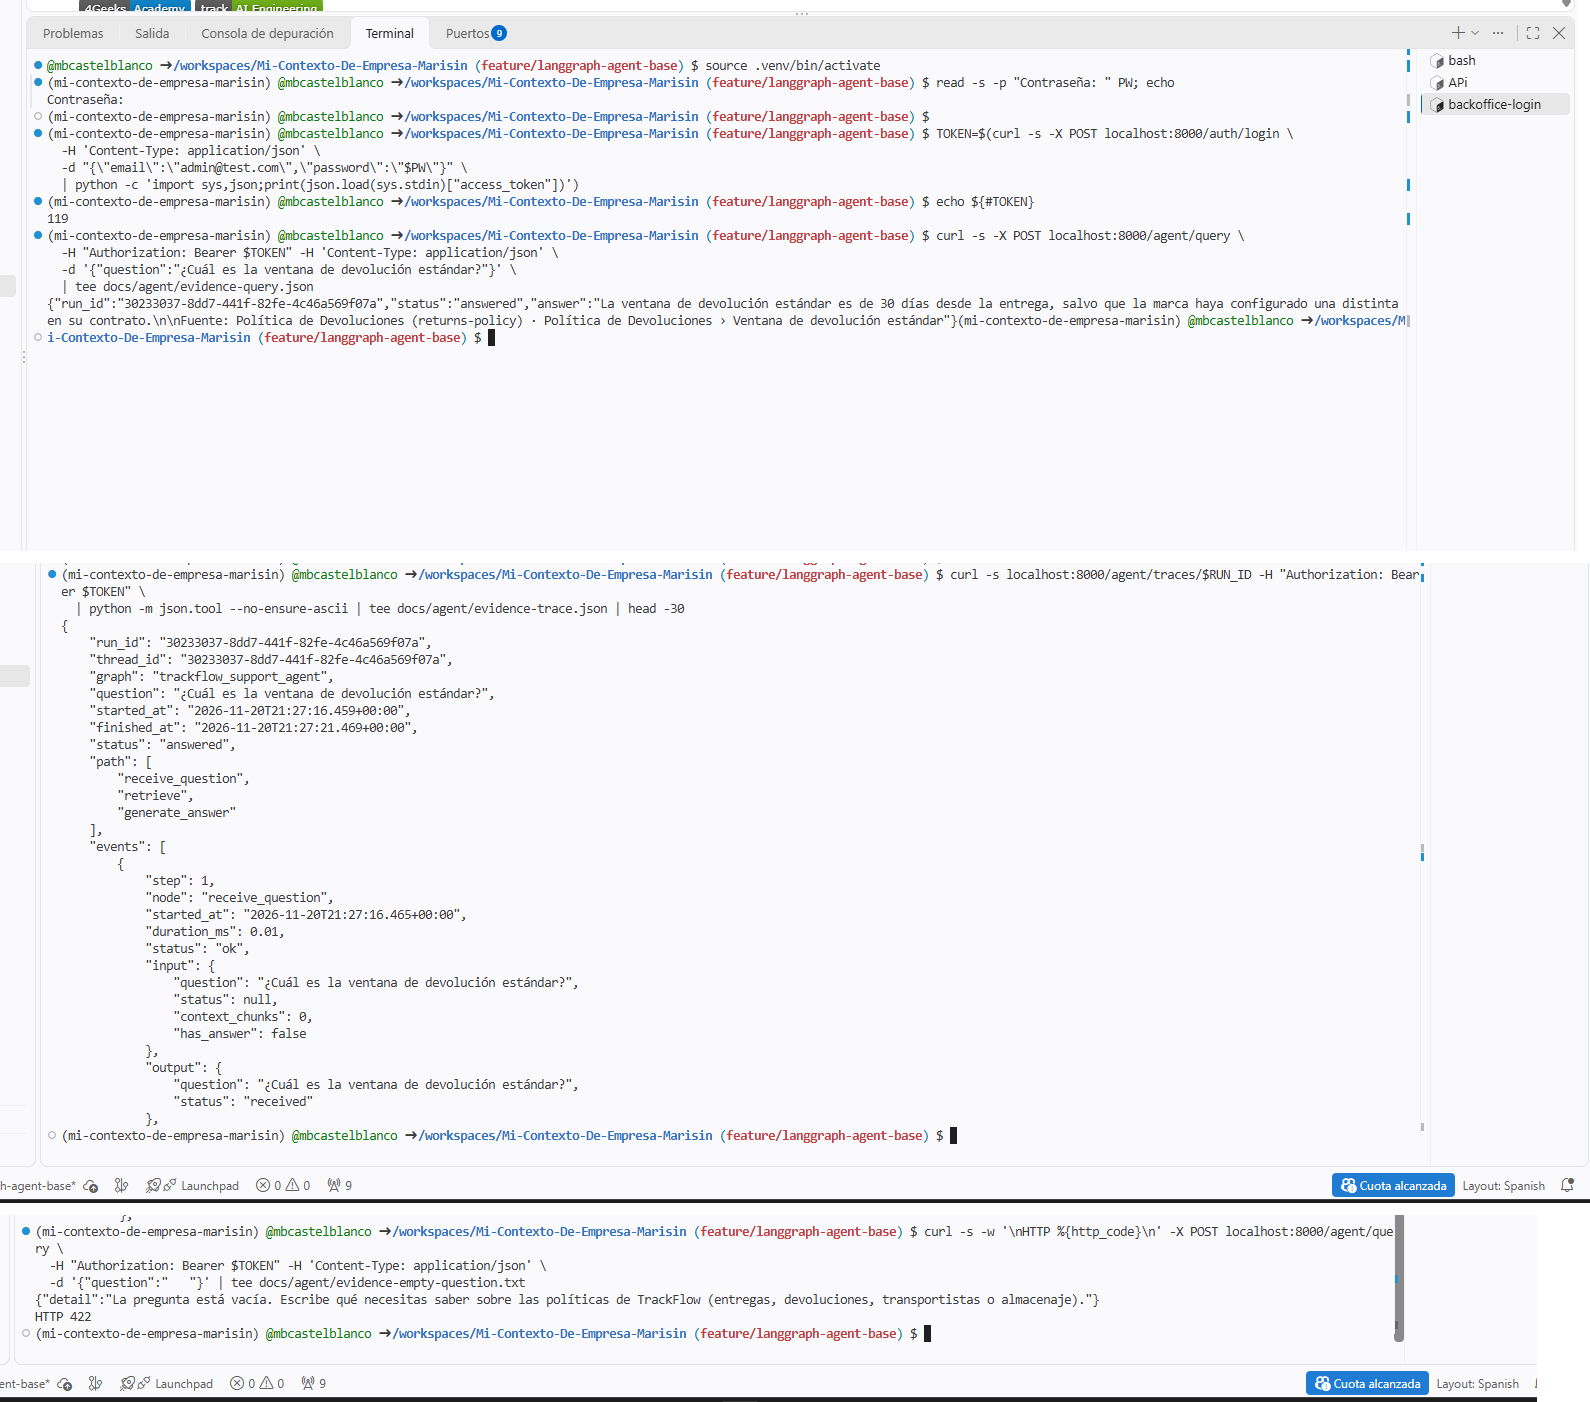 4Geeks Academy track AI Engineering
Problemas Salida Consola de depuración Terminal Puertos 9
bash
APi
backoffice-login
@mbcastelblanco ➜/workspaces/Mi-Contexto-De-Empresa-Marisin (feature/langgraph-agent-base) $ source .venv/bin/activate
(mi-contexto-de-empresa-marisin) @mbcastelblanco ➜/workspaces/Mi-Contexto-De-Empresa-Marisin (feature/langgraph-agent-base) $ read -s -p "Contraseña: " PW; echo
Contraseña:
(mi-contexto-de-empresa-marisin) @mbcastelblanco ➜/workspaces/Mi-Contexto-De-Empresa-Marisin (feature/langgraph-agent-base) $
(mi-contexto-de-empresa-marisin) @mbcastelblanco ➜/workspaces/Mi-Contexto-De-Empresa-Marisin (feature/langgraph-agent-base) $ TOKEN=$(curl -s -X POST localhost:8000/auth/login \
-H 'Content-Type: application/json' \
-d "{\"email\":\"admin@test.com\",\"password\":\"$PW\"}" \
| python -c 'import sys,json;print(json.load(sys.stdin)["access_token"])')
(mi-contexto-de-empresa-marisin) @mbcastelblanco ➜/workspaces/Mi-Contexto-De-Empresa-Marisin (feature/langgraph-agent-base) $ echo ${#TOKEN}
119
(mi-contexto-de-empresa-marisin) @mbcastelblanco ➜/workspaces/Mi-Contexto-De-Empresa-Marisin (feature/langgraph-agent-base) $ curl -s -X POST localhost:8000/agent/query \
-H "Authorization: Bearer $TOKEN" -H 'Content-Type: application/json' \
-d '{"question":"¿Cuál es la ventana de devolución estándar?"}' \
| tee docs/agent/evidence-query.json
{"run_id":"30233037-8dd7-441f-82fe-4c46a569f07a","status":"answered","answer":"La ventana de devolución estándar es de 30 días desde la entrega, salvo que la marca haya configurado una distinta
en su contrato.\n\nFuente: Política de Devoluciones (returns-policy) · Política de Devoluciones › Ventana de devolución estándar"}(mi-contexto-de-empresa-marisin) @mbcastelblanco ➜/workspaces/M
i-Contexto-De-Empresa-Marisin (feature/langgraph-agent-base) $
(mi-contexto-de-empresa-marisin) @mbcastelblanco ➜/workspaces/Mi-Contexto-De-Empresa-Marisin (feature/langgraph-agent-base) $ curl -s localhost:8000/agent/traces/$RUN_ID -H "Authorization: Bear
er $TOKEN" \
| python -m json.tool --no-ensure-ascii | tee docs/agent/evidence-trace.json | head -30
{
"run_id": "30233037-8dd7-441f-82fe-4c46a569f07a",
"thread_id": "30233037-8dd7-441f-82fe-4c46a569f07a",
"graph": "trackflow_support_agent",
"question": "¿Cuál es la ventana de devolución estándar?",
"started_at": "2026-11-20T21:27:16.459+00:00",
"finished_at": "2026-11-20T21:27:21.469+00:00",
"status": "answered",
"path": [
"receive_question",
"retrieve",
"generate_answer"
],
"events": [
{
"step": 1,
"node": "receive_question",
"started_at": "2026-11-20T21:27:16.465+00:00",
"duration_ms": 0.01,
"status": "ok",
"input": {
"question": "¿Cuál es la ventana de devolución estándar?",
"status": null,
"context_chunks": 0,
"has_answer": false
},
"output": {
"question": "¿Cuál es la ventana de devolución estándar?",
"status": "received"
},
(mi-contexto-de-empresa-marisin) @mbcastelblanco ➜/workspaces/Mi-Contexto-De-Empresa-Marisin (feature/langgraph-agent-base) $
h-agent-base* Launchpad 0 0 9 Cuota alcanzada Layout: Spanish
},
(mi-contexto-de-empresa-marisin) @mbcastelblanco ➜/workspaces/Mi-Contexto-De-Empresa-Marisin (feature/langgraph-agent-base) $ curl -s -w '\nHTTP %{http_code}\n' -X POST localhost:8000/agent/que
ry \
-H "Authorization: Bearer $TOKEN" -H 'Content-Type: application/json' \
-d '{"question":"   "}' | tee docs/agent/evidence-empty-question.txt
{"detail":"La pregunta está vacía. Escribe qué necesitas saber sobre las políticas de TrackFlow (entregas, devoluciones, transportistas o almacenaje)."}
HTTP 422
(mi-contexto-de-empresa-marisin) @mbcastelblanco ➜/workspaces/Mi-Contexto-De-Empresa-Marisin (feature/langgraph-agent-base) $
ent-base* Launchpad 0 0 9 Cuota alcanzada Layout: Spanish